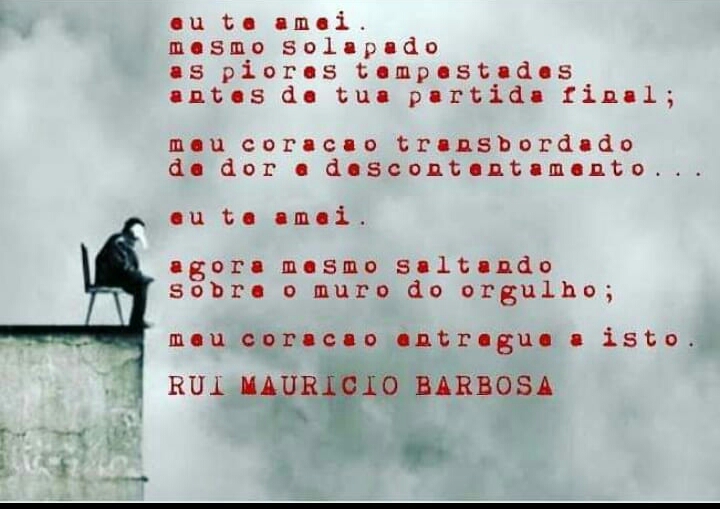 eu te amei.
mesmo solapado
as piores tempestades
antes de tua partida final;
meu coracao transbordado
de dor e descontentamento...
eu te amei.
agora mesmo saltando
sobre o muro do orgulho;
meu coracao entregue a isto.
RUI MAURICIO BARBOSA